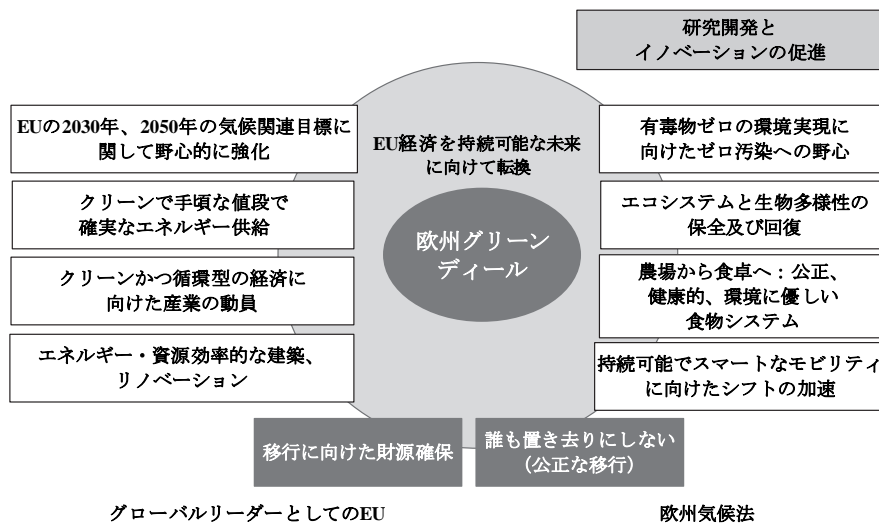 研究開発と
イノベーションの促進
EUの2030年、2050年の気候関連目標に
関して野心的に強化
クリーンで手頃な値段で
確実なエネルギー供給
クリーンかつ循環型の経済に
向けた産業の動員
エネルギー・資源効率的な建築、
リノベーション
EU経済を持続可能な未来
に向けて転換
欧州グリーン
ディール
有毒物ゼロの環境実現に
向けたゼロ汚染への野心
エコシステムと生物多様性の
保全及び回復
農場から食卓へ：公正、
健康的、環境に優しい
食物システム
持続可能でスマートなモビリティ
に向けたシフトの加速
移行に向けた財源確保
誰も置き去りにしない
（公正な移行）
グローバルリーダーとしてのEU
欧州気候法